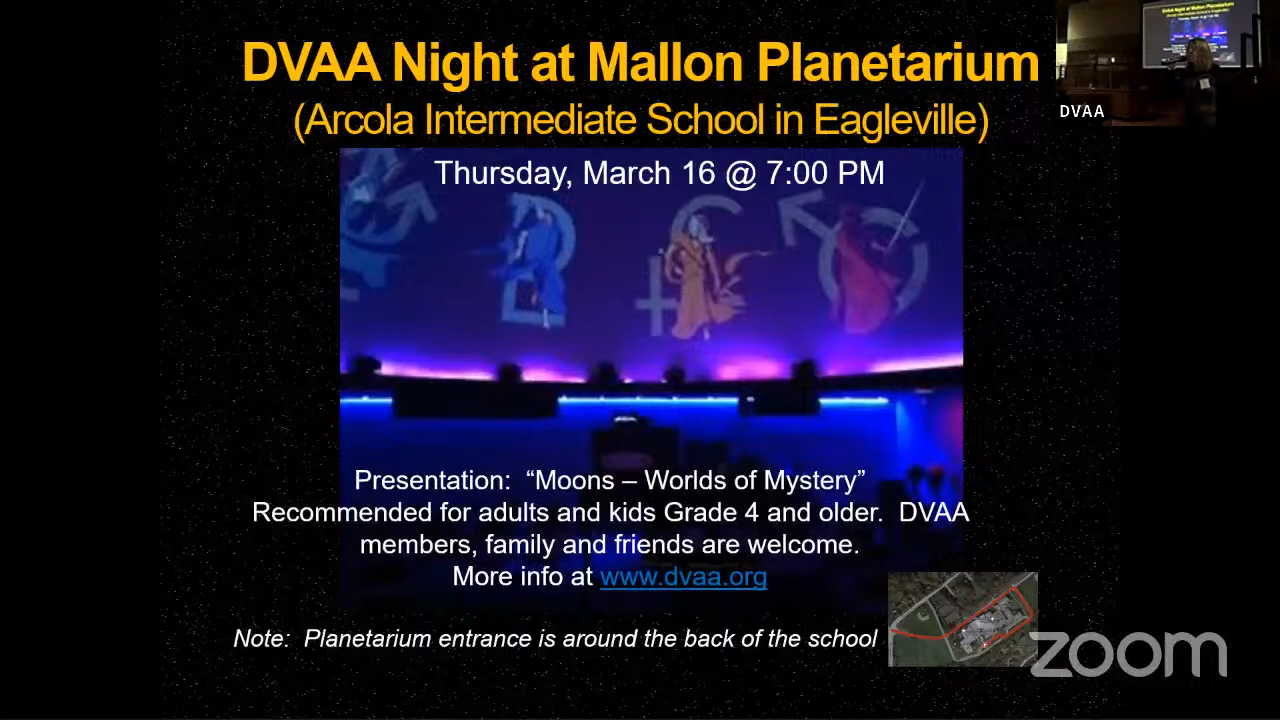 DVAA Night at Mallon Planetarium
(Arcola Intermediate School in Eagleville)
DVAA
Thursday, March 16 @ 7:00 PM
Presentation:  “Moons – Worlds of Mystery”
Recommended for adults and kids Grade 4 and older.  DVAA
members, family and friends are welcome.
More info at www.dvaa.org
Note:  Planetarium entrance is around the back of the school
zoom